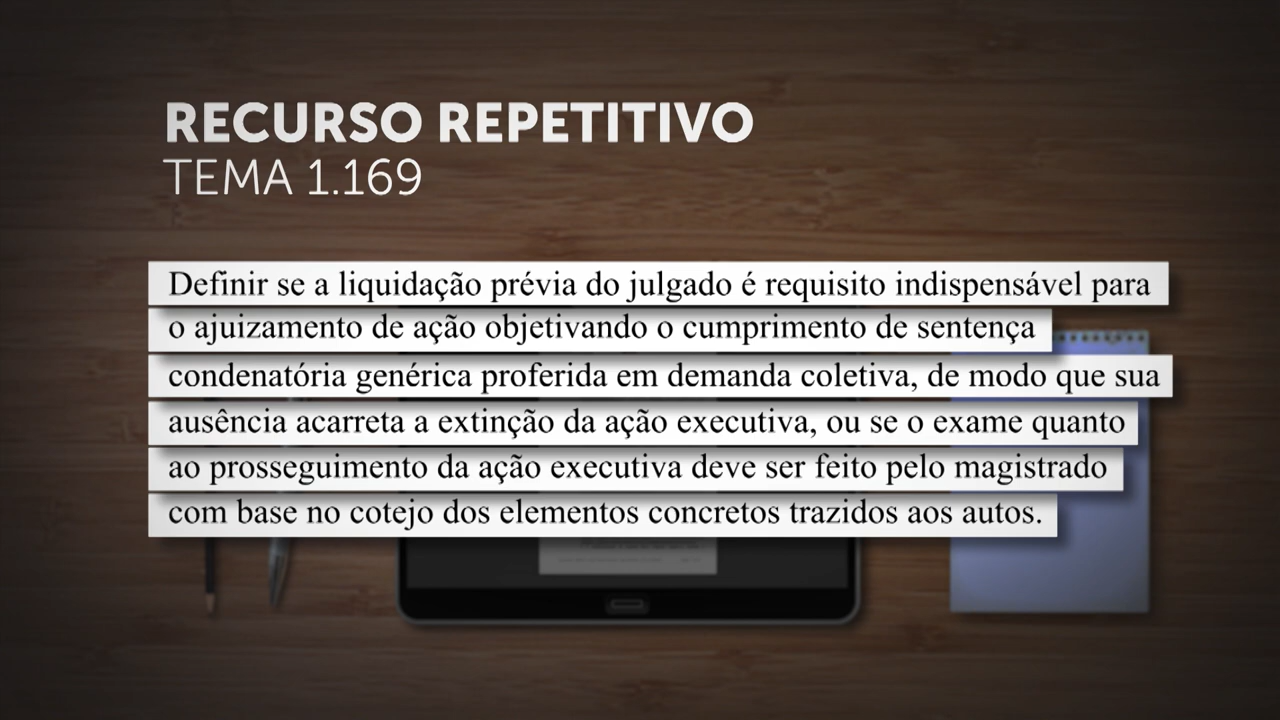 RECURSO REPETITIVO
TEMA 1.169
Definir se a liquidação prévia do julgado é requisito indispensável para
o ajuizamento de ação objetivando o cumprimento de sentença
condenatória genérica proferida em demanda coletiva, de modo que sua
ausência acarreta a extinção da ação executiva, ou se o exame quanto
ao prosseguimento da ação executiva deve ser feito pelo magistrado
com base no cotejo dos elementos concretos trazidos aos autos.